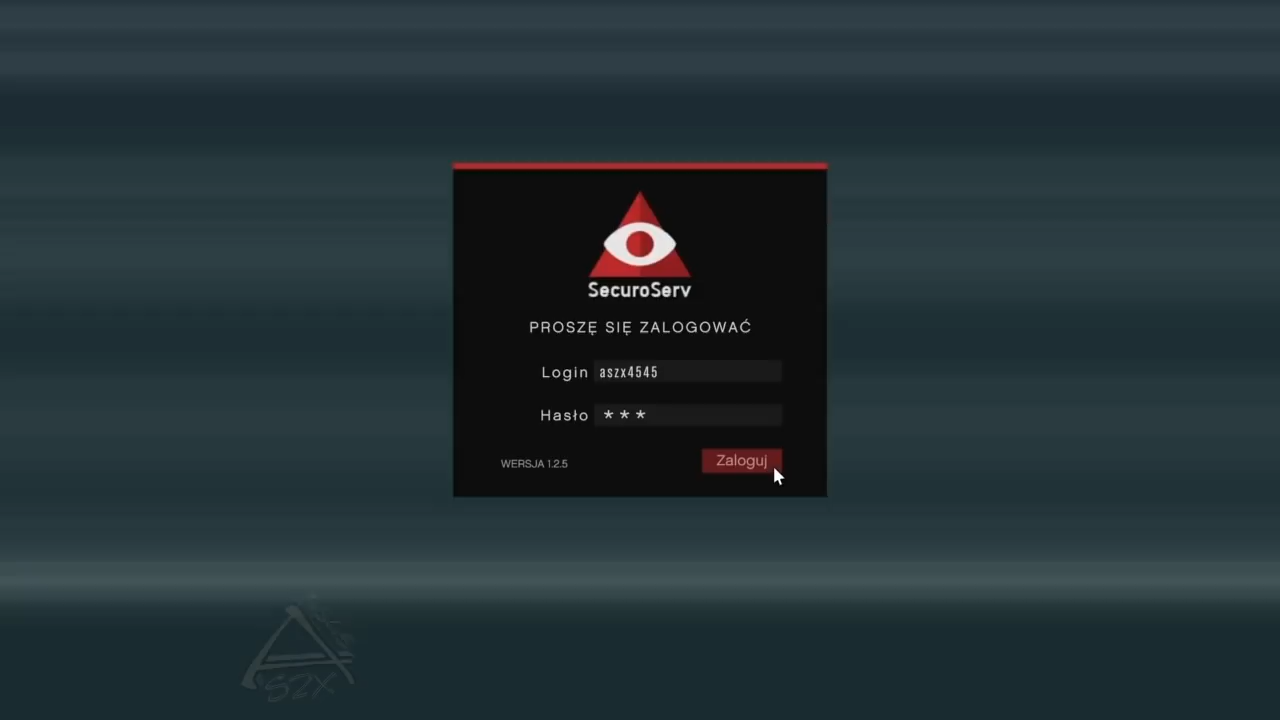 SecuroServ
PROSZĘ SIĘ ZALOGOWAĆ
Login aszx4545
Hasło ***
WERSJA 1.2.5 Zaloguj